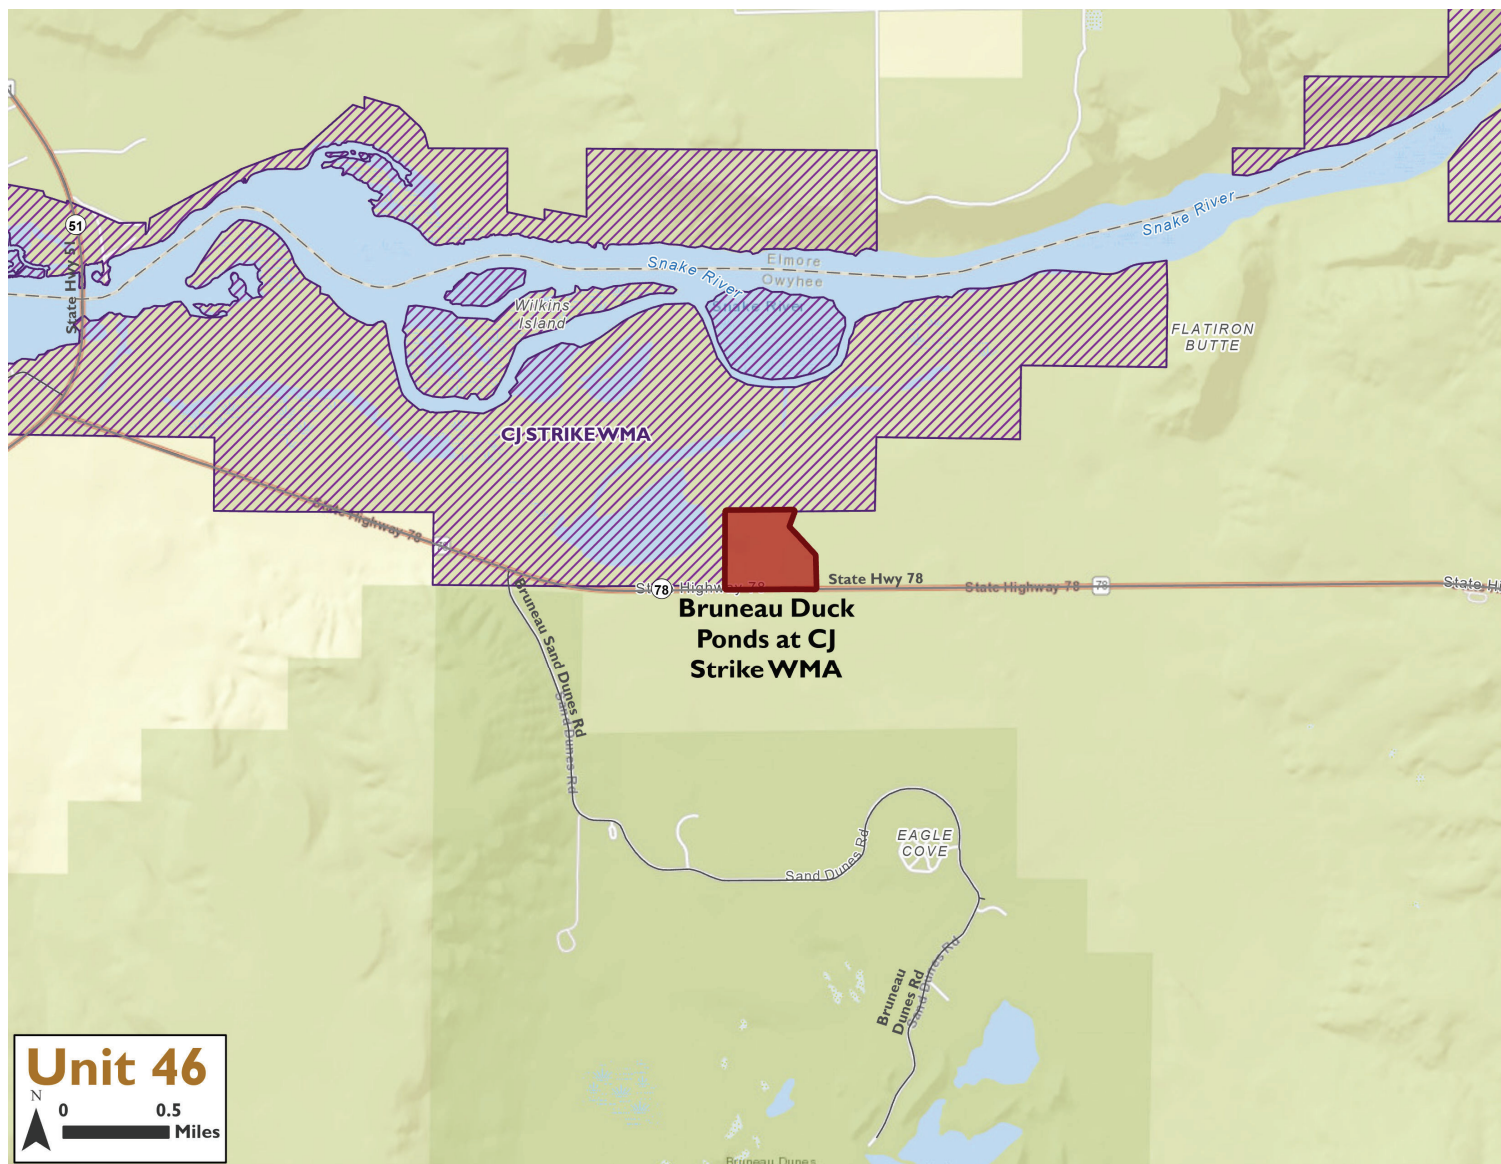 51
State Hwy 51
Snake River
Elmore
Owyhee
Snake River
Snake River
Wilkins
Island
FLATIRON
BUTTE
CJ STRIKE WMA
State Highway 78
78
State Highway 78
State Hwy 78
State Highway 78
78
Bruneau Duck
Ponds at CJ
Strike WMA
Bruneau Sand Dunes Rd
Sand Dunes Rd
Sand Dunes Rd
EAGLE
COVE
Bruneau
Dunes Rd
Sand Dunes Rd
Bruneau Dunes
Unit 46
N
0 0.5
Miles